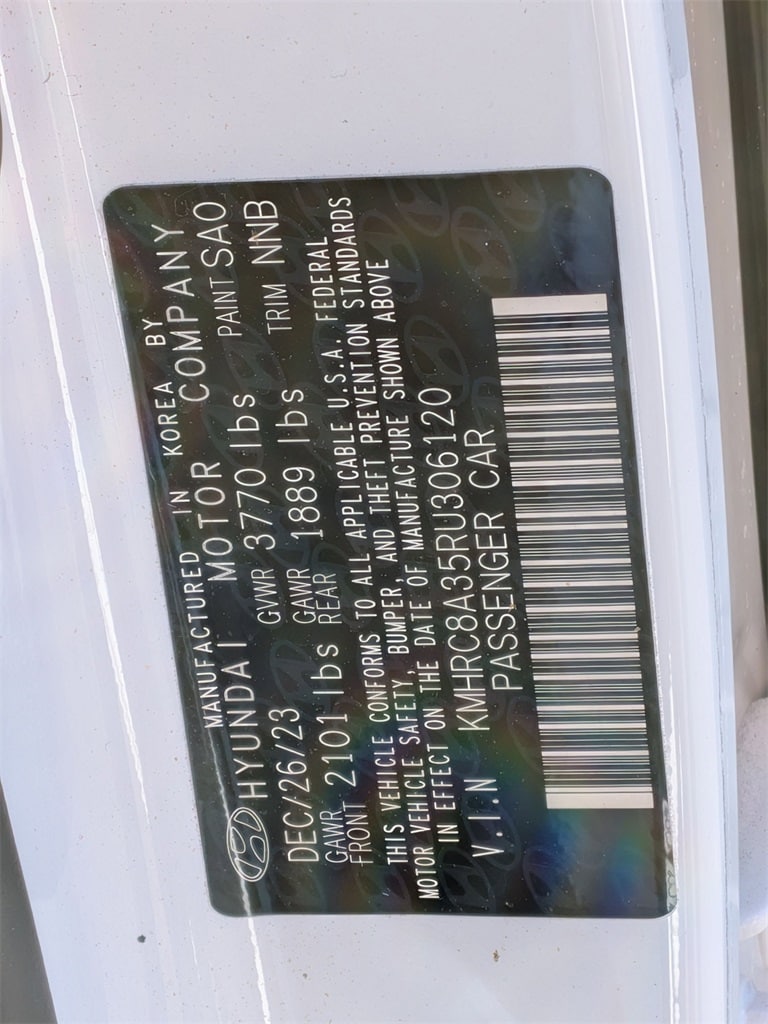 MANUFACTURED IN KOREA BY
HYUNDAI MOTOR COMPANY
DEC/26/23 GVWR 3770 lbs PAINT SA0
GAWR FRONT 2101 lbs GAWR REAR 1889 lbs TRIM NNB
THIS VEHICLE CONFORMS TO ALL APPLICABLE U.S.A. FEDERAL
MOTOR VEHICLE SAFETY, BUMPER, AND THEFT PREVENTION STANDARDS
IN EFFECT ON THE DATE OF MANUFACTURE SHOWN ABOVE
V.I.N KMHRC8A35RU306120
PASSENGER CAR